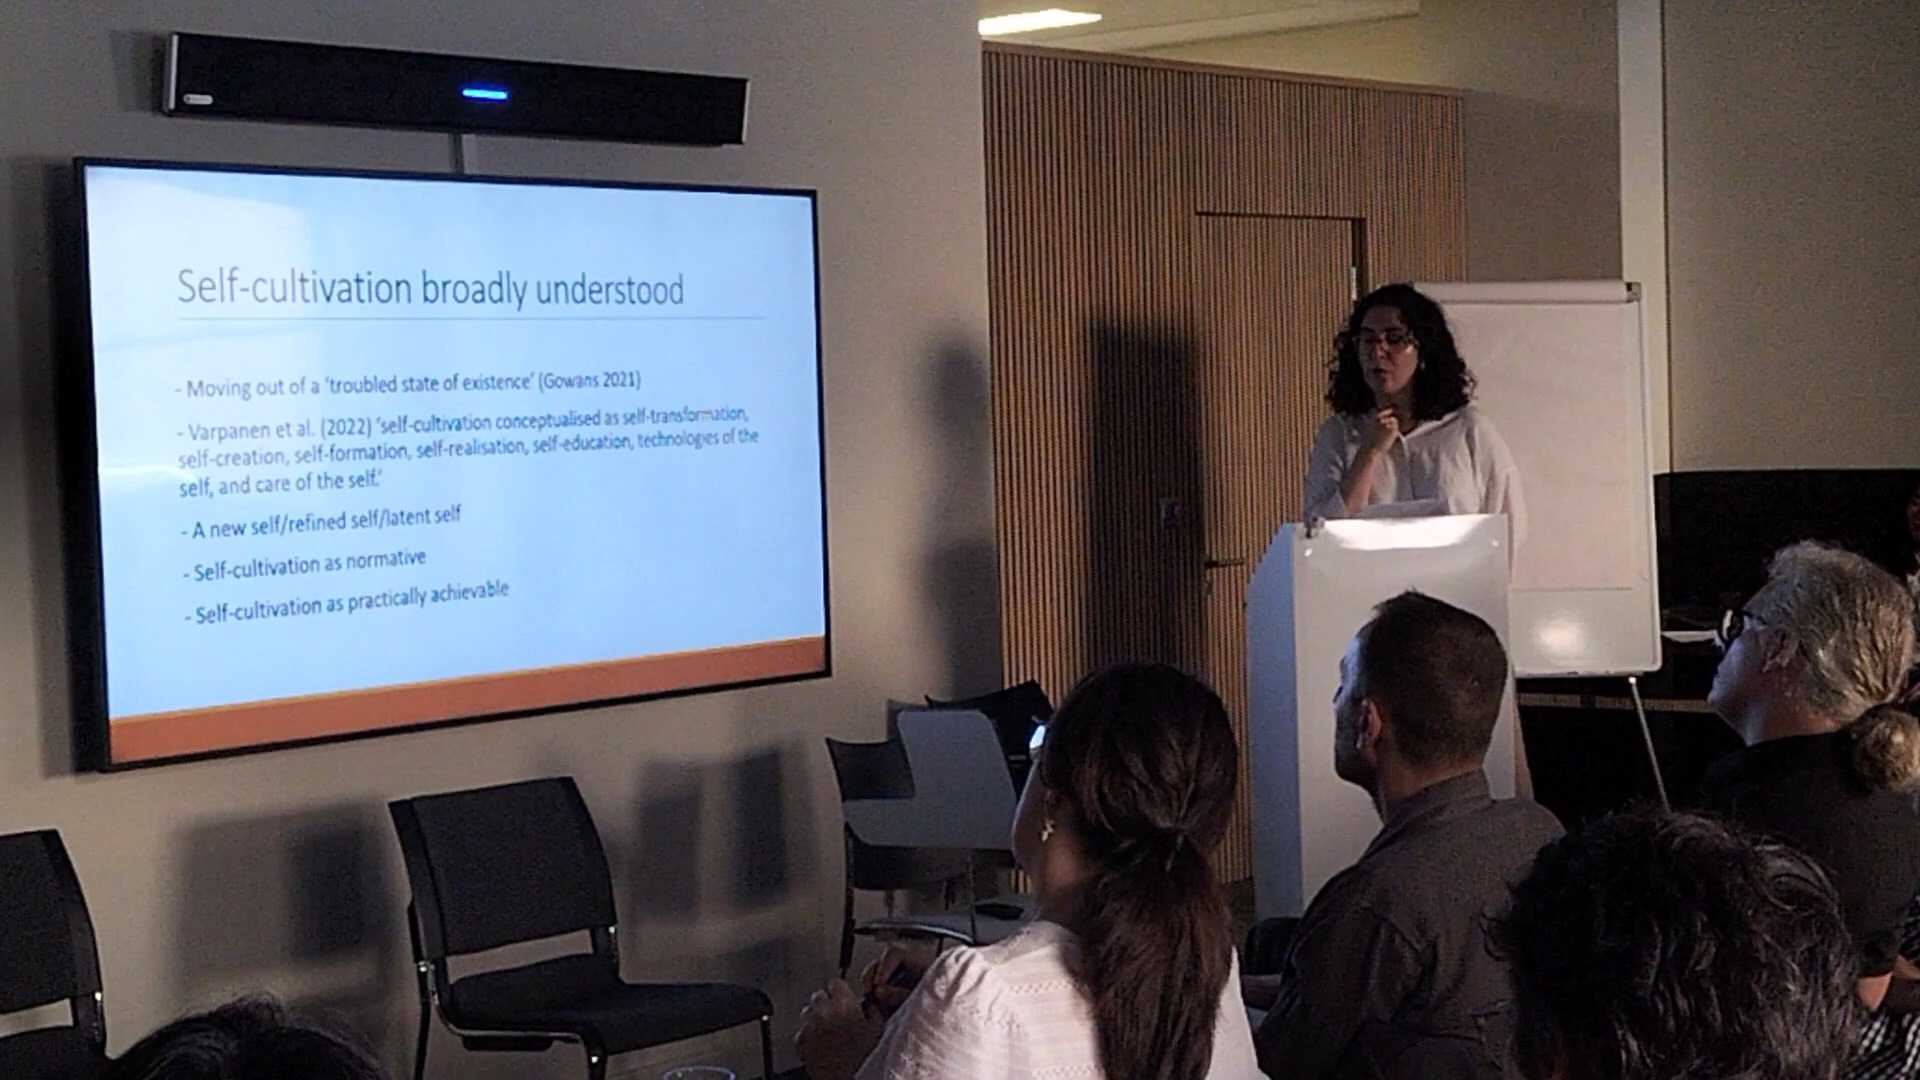 Self-cultivation broadly understood
- Moving out of a 'troubled state of existence' (Gowans 2021)
- Varpanen et al. (2022) 'self-cultivation conceptualised as self-transformation,
self-creation, self-formation, self-realisation, self-education, technologies of the
self, and care of the self.'
- A new self/refined self/latent self
- Self-cultivation as normative
- Self-cultivation as practically achievable